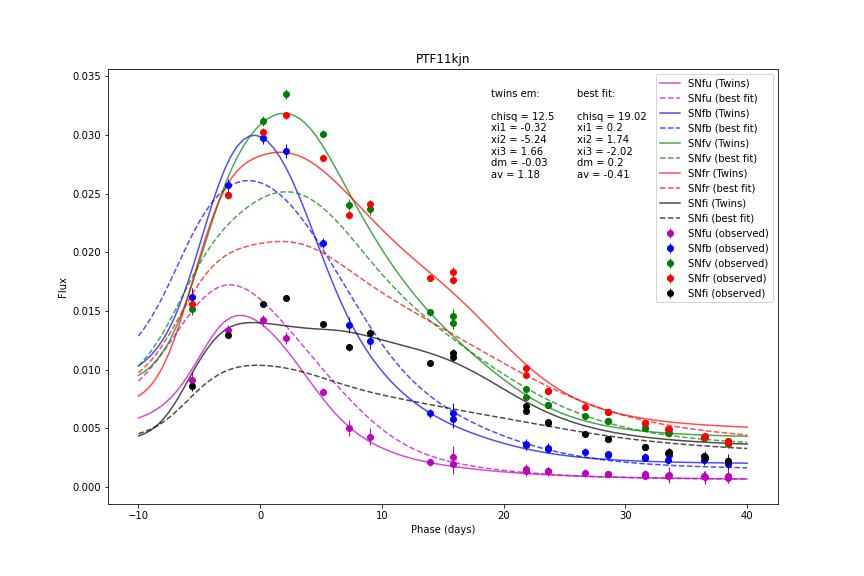 PTF11kjn
0.035
0.030
0.025
0.020
0.015
0.010
0.005
0.000
Flux
−10
0
10
20
30
40
Phase (days)
twins em:
chisq = 12.5
xi1 = -0.32
xi2 = -5.24
xi3 = 1.66
dm = -0.03
av = 1.18
best fit:
chisq = 19.02
xi1 = 0.2
xi2 = 1.74
xi3 = -2.02
dm = 0.2
av = -0.41
SNfu (Twins)
SNfu (best fit)
SNfb (Twins)
SNfb (best fit)
SNfv (Twins)
SNfv (best fit)
SNfr (Twins)
SNfr (best fit)
SNfi (Twins)
SNfi (best fit)
SNfu (observed)
SNfb (observed)
SNfv (observed)
SNfr (observed)
SNfi (observed)